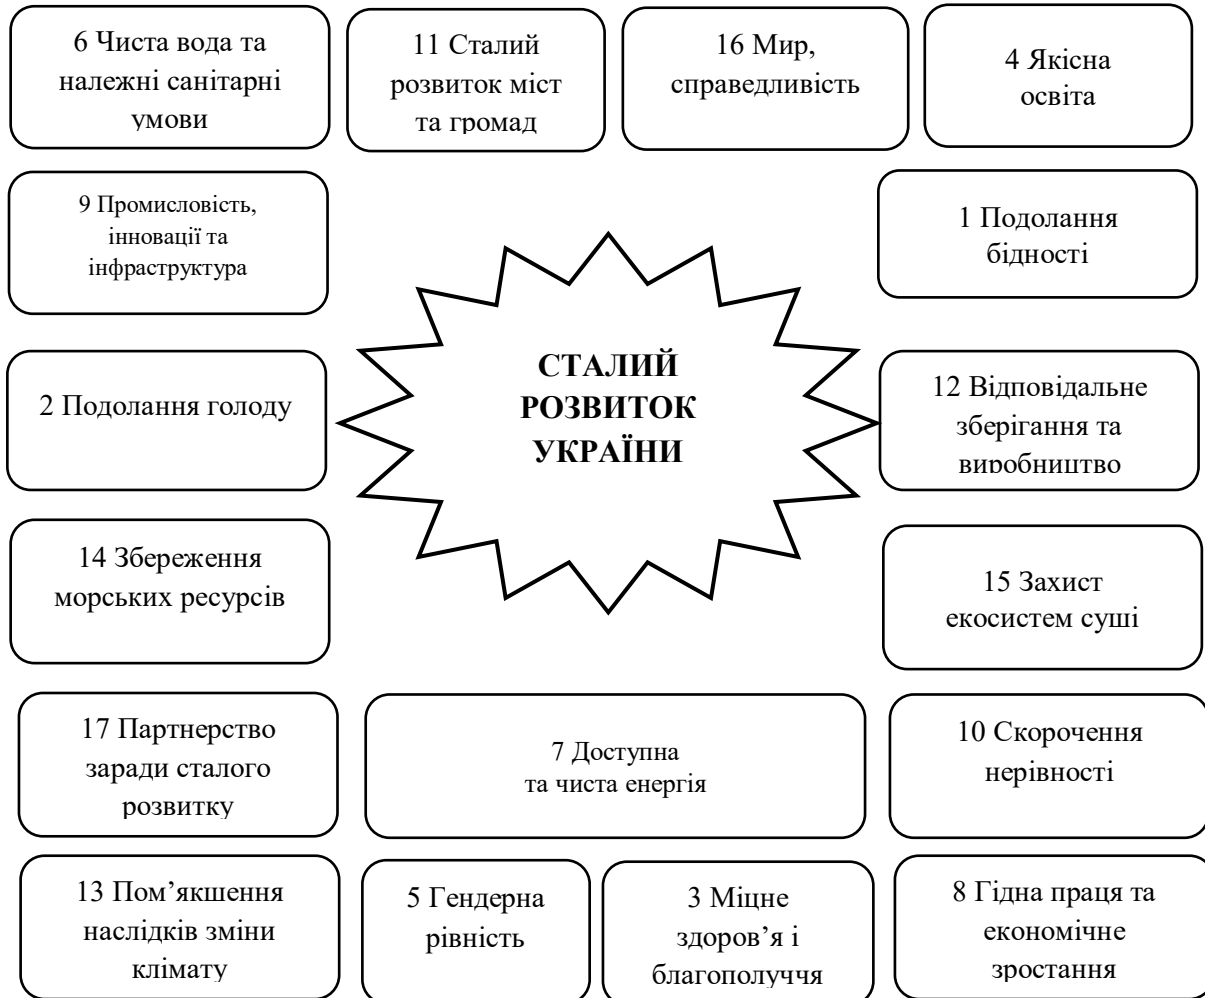 6 Чиста вода та
належні санітарні
умови
11 Сталий
розвиток міст
та громад
16 Мир,
справедливість
4 Якісна
освіта
9 Промисловість,
інновації та
інфраструктура
1 Подолання
бідності
СТАЛИЙ
РОЗВИТОК
УКРАЇНИ
2 Подолання голоду
12 Відповідальне
зберігання та
виробництво
14 Збереження
морських ресурсів
15 Захист
екосистем суші
17 Партнерство
заради сталого
розвитку
7 Доступна
та чиста енергія
10 Скорочення
нерівності
13 Пом’якшення
наслідків зміни
клімату
5 Гендерна
рівність
3 Міцне
здоров’я і
благополуччя
8 Гідна праця та
економічне
зростання